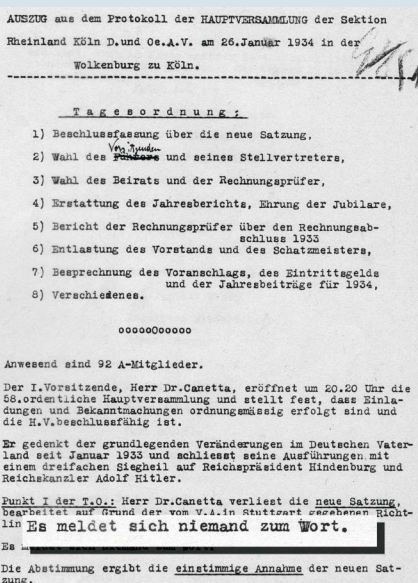 AUSZUG aus dem Protokoll der HAUPTVERSAMMLUNG der Sektion
Rheinland Köln D.und Oe.A.V. am 26.Januar 1934 in der
Wolkenburg zu Köln.
Tagesordnung:
1) Beschlussfassung über die neue Satzung,
Vorsitzenden
2) Wahl des Führers und seines Stellvertreters,
3) Wahl des Beirats und der Rechnungsprüfer,
4) Erstattung des Jahresberichts, Ehrung der Jubilare,
5) Bericht der Rechnungsprüfer über den Rechnungsab-
schluss 1933
6) Entlastung des Vorstands und des Schatzmeisters,
7) Besprechnung des Voranschlags, des Eintrittsgelds
und der Jahresbeiträge für 1934,
8) Verschiedenes.
oooooOooooo
Anwesend sind 92 A-Mitglieder.
Der I.Vorsitzende, Herr Dr.Canetta, eröffnet um 20.20 Uhr die
58.ordentliche Hauptversammlung und stellt fest, dass Einla-
dungen und Bekanntmachungen ordnungsmässig erfolgt sind und
die H.V.beschlussfähig ist.
Er gedenkt der grundlegenden Veränderungen im Deutschen Vater-
land seit Januar 1933 und schliesst seine Ausführungen mit
einem dreifachen Siegheil auf Reichspräsident Hindenburg und
Reichskanzler Adolf Hitler.
Punkt I der T.O.: Herr Dr.Canetta verliest die neue Satzung,
bearbeitet auf Grund der vom V.A.in Stuttgart gegebenen Richt-
lin
Es meldet sich niemand zum Wort.
Es meldet sich niemand zum Wort.
Die Abstimmung ergibt die einstimmige Annahme der neuen Sat-
zung.